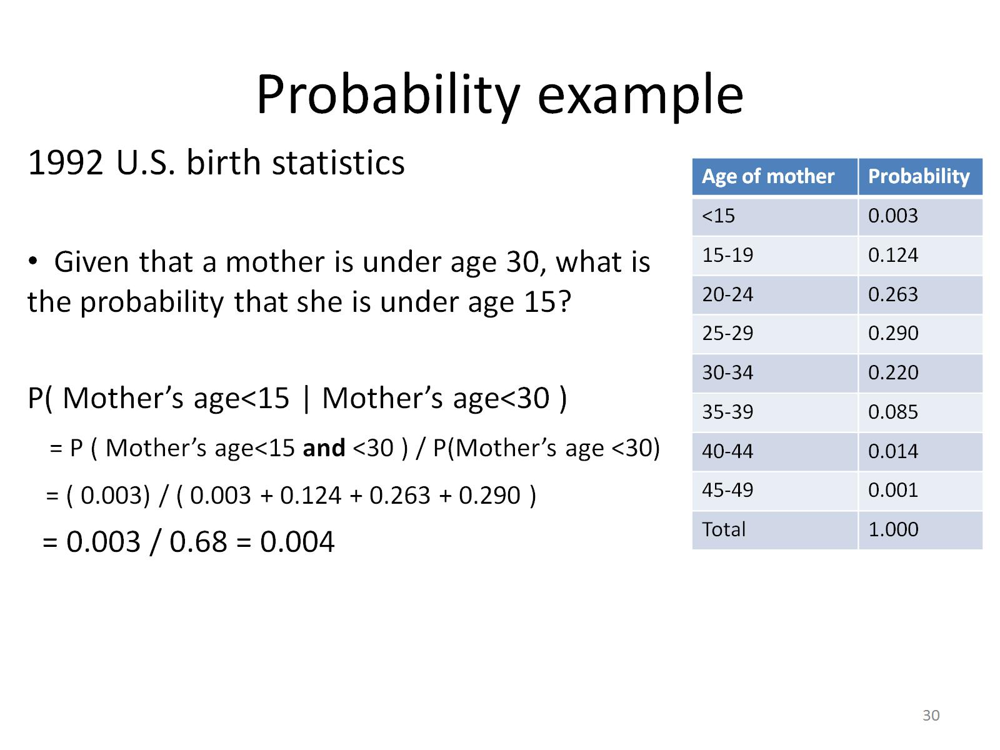 Probability example
1992 U.S. birth statistics
• Given that a mother is under age 30, what is
the probability that she is under age 15?
P( Mother’s age<15 | Mother’s age<30 )
= P ( Mother’s age<15 and <30 ) / P(Mother’s age <30)
= ( 0.003) / ( 0.003 + 0.124 + 0.263 + 0.290 )
= 0.003 / 0.68 = 0.004
Age of mother Probability
<15 0.003
15-19 0.124
20-24 0.263
25-29 0.290
30-34 0.220
35-39 0.085
40-44 0.014
45-49 0.001
Total 1.000
30